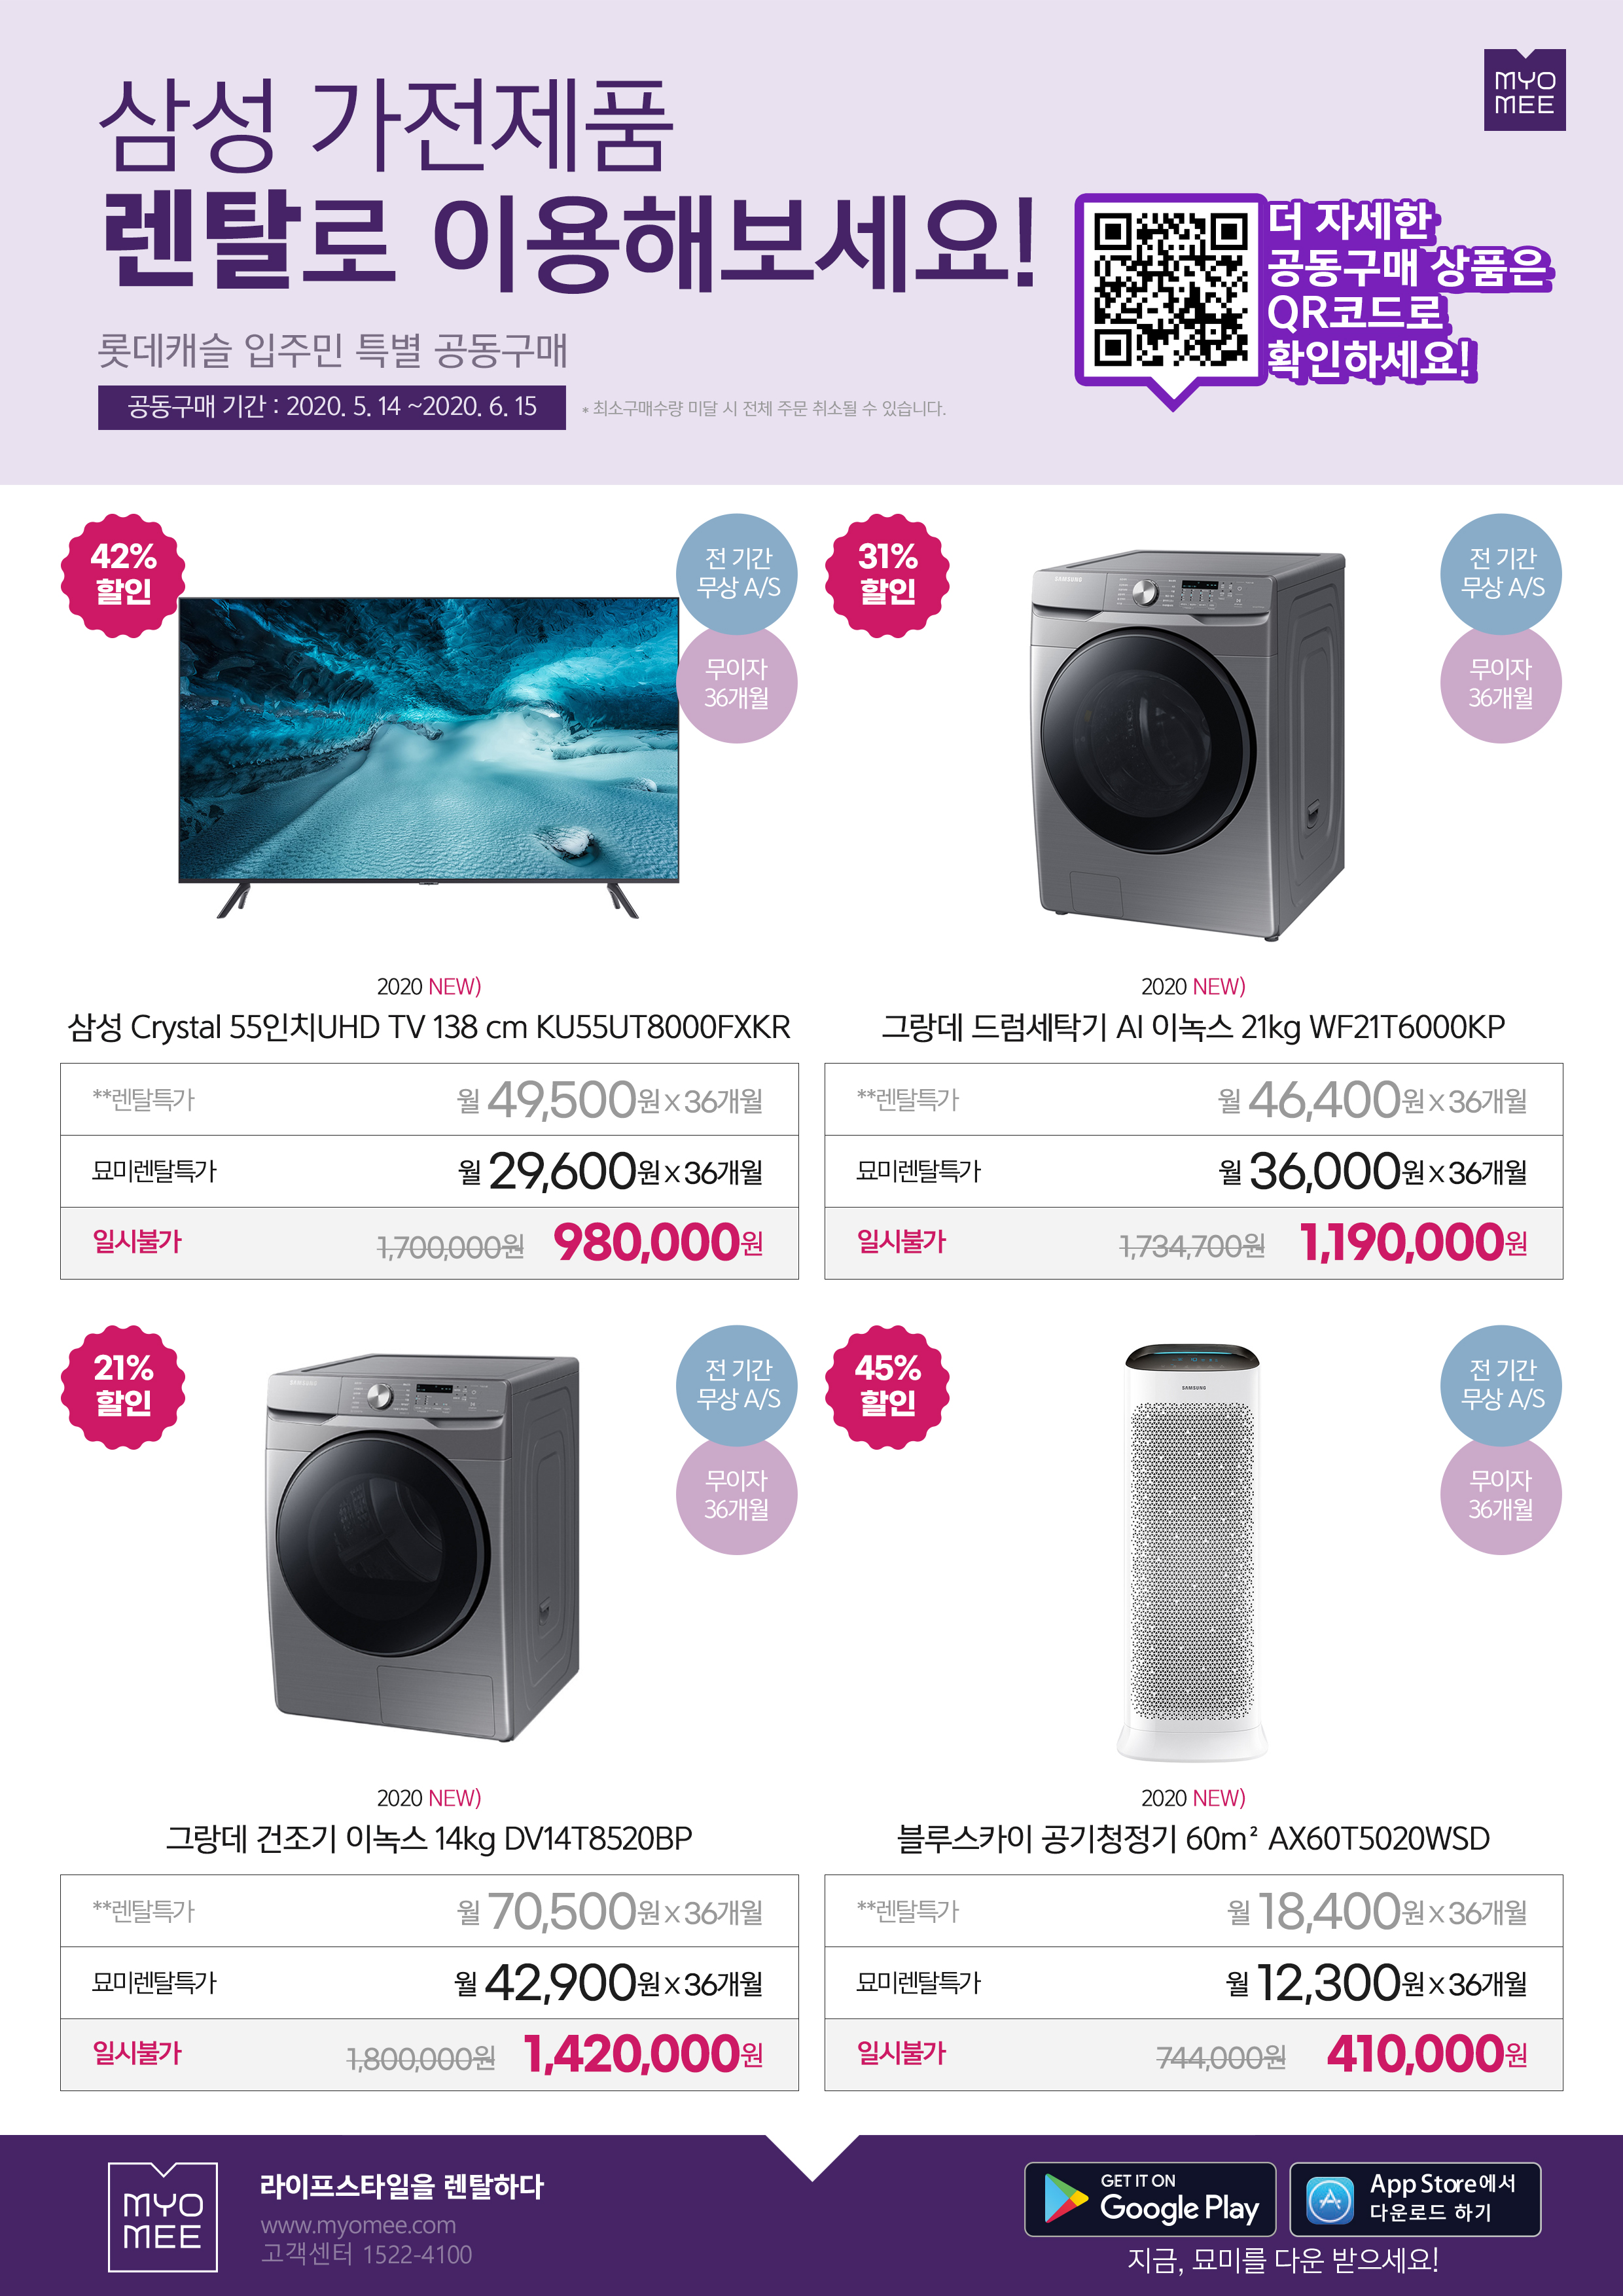 MYO
MEE
삼성 가전제품
렌탈로 이용해보세요!
롯데캐슬 입주민 특별 공동구매
공동구매 기간 : 2020. 5. 14 ~2020. 6. 15
* 최소구매수량 미달 시 전체 주문 취소될 수 있습니다.
더 자세한
공동구매 상품은
QR코드로
확인하세요!
42%
할인
전 기간
무상 A/S
무이자
36개월
2020 NEW)
삼성 Crystal 55인치UHD TV 138 cm KU55UT8000FXKR
**렌탈특가 월 49,500원 x 36개월
묘미렌탈특가 월 29,600원 x 36개월
일시불가 1,700,000원 980,000원
31%
할인
전 기간
무상 A/S
무이자
36개월
SAMSUNG
2020 NEW)
그랑데 드럼세탁기 AI 이녹스 21kg WF21T6000KP
**렌탈특가 월 46,400원 x 36개월
묘미렌탈특가 월 36,000원 x 36개월
일시불가 1,734,700원 1,190,000원
21%
할인
전 기간
무상 A/S
무이자
36개월
SAMSUNG
2020 NEW)
그랑데 건조기 이녹스 14kg DV14T8520BP
**렌탈특가 월 70,500원 x 36개월
묘미렌탈특가 월 42,900원 x 36개월
일시불가 1,800,000원 1,420,000원
45%
할인
전 기간
무상 A/S
무이자
36개월
SAMSUNG
2020 NEW)
블루스카이 공기청정기 60m² AX60T5020WSD
**렌탈특가 월 18,400원 x 36개월
묘미렌탈특가 월 12,300원 x 36개월
일시불가 744,000원 410,000원
MYO
MEE
라이프스타일을 렌탈하다
www.myomee.com
고객센터 1522-4100
GET IT ON
Google Play
App Store에서
다운로드 하기
지금, 묘미를 다운 받으세요!